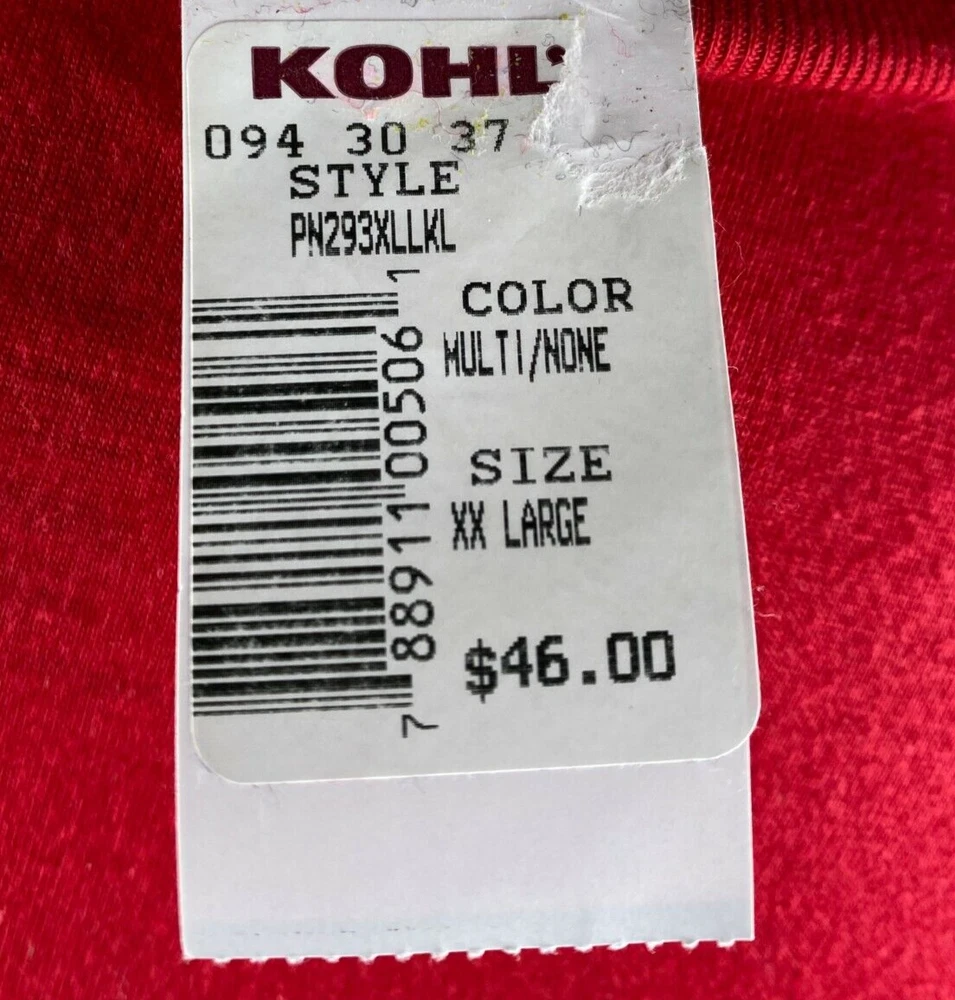 KOHL'
094 30 37
STYLE
PN293XLLKL
COLOR
MULTI/NONE
SIZE
XX LARGE
$46.00
7 88911 00506 1